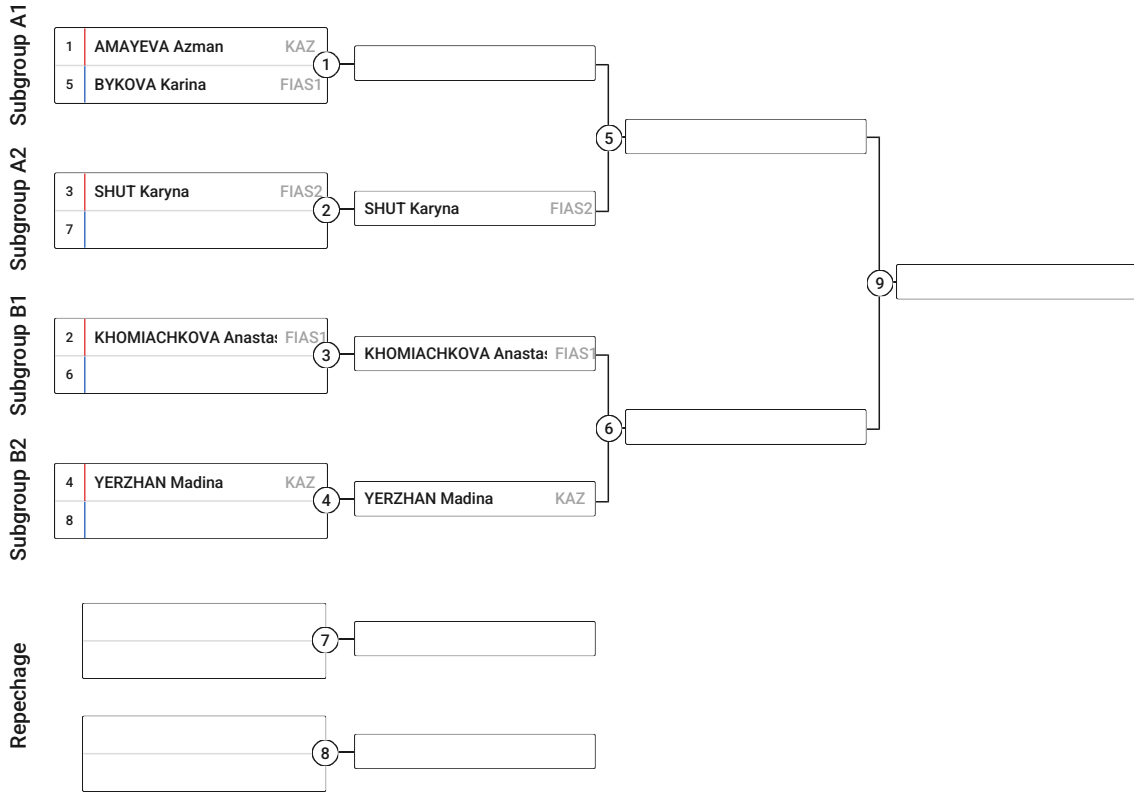 Subgroup A1
1 AMAYEVA Azman KAZ
5 BYKOVA Karina FIAS1
1
5
Subgroup A2
3 SHUT Karyna FIAS2
7
2
SHUT Karyna FIAS2
9
Subgroup B1
2 KHOMIACHKOVA Anastas FIAS1
6
3
KHOMIACHKOVA Anastas FIAS1
6
Subgroup B2
4 YERZHAN Madina KAZ
8
4
YERZHAN Madina KAZ
Repechage
7
8